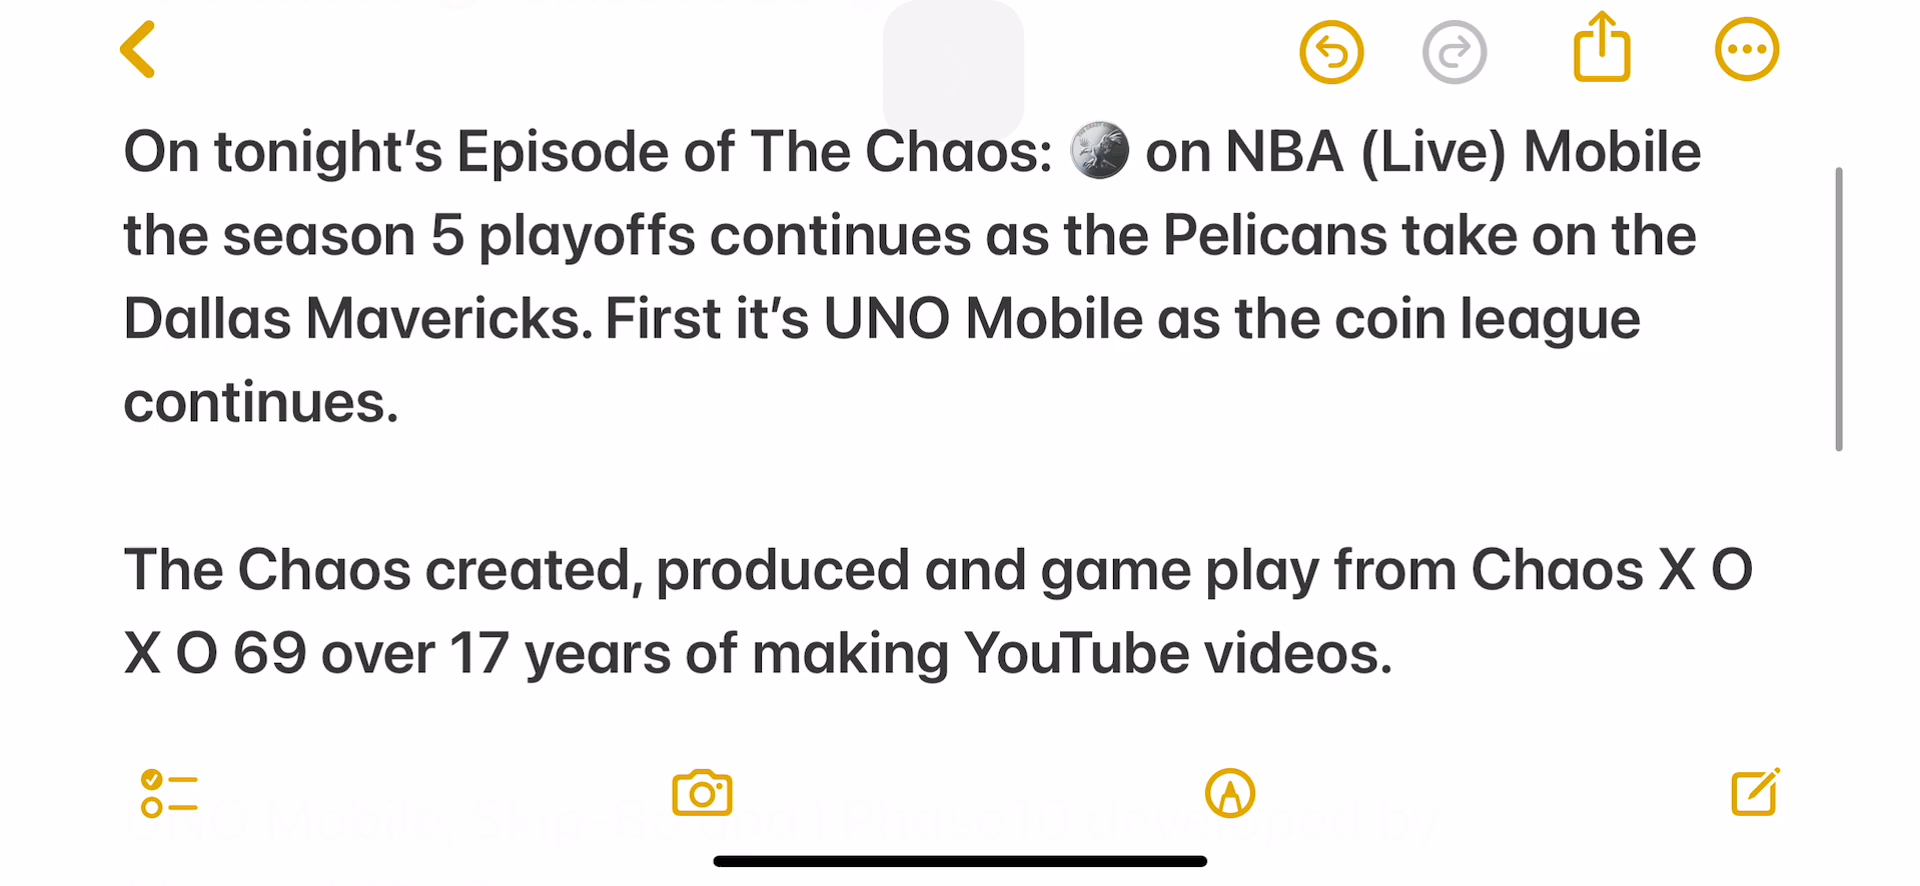 On tonight's Episode of The Chaos: 🪙 on NBA (Live) Mobile
the season 5 playoffs continues as the Pelicans take on the
Dallas Mavericks. First it's UNO Mobile as the coin league
continues.
The Chaos created, produced and game play from Chaos X O
X O 69 over 17 years of making YouTube videos.